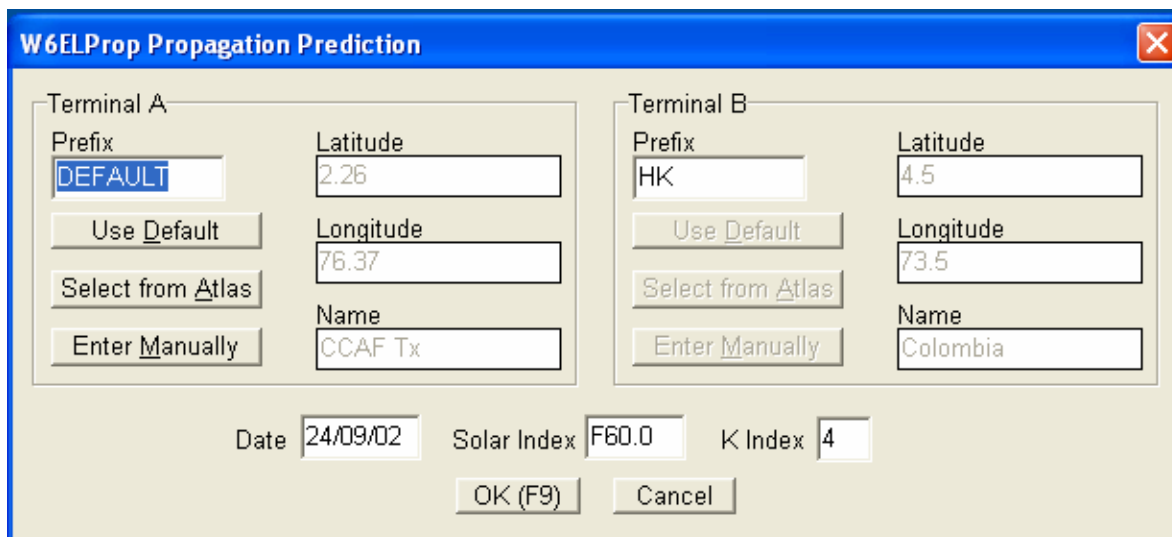 W6ELProp Propagation Prediction
Terminal A
Prefix
DEFAULT
Use Default
Select from Atlas
Enter Manually
Latitude
2.26
Longitude
76.37
Name
CCAF Tx
Terminal B
Prefix
HK
Use Default
Select from Atlas
Enter Manually
Latitude
4.5
Longitude
73.5
Name
Colombia
Date 24/09/02 Solar Index F60.0 K Index 4
OK (F9) Cancel